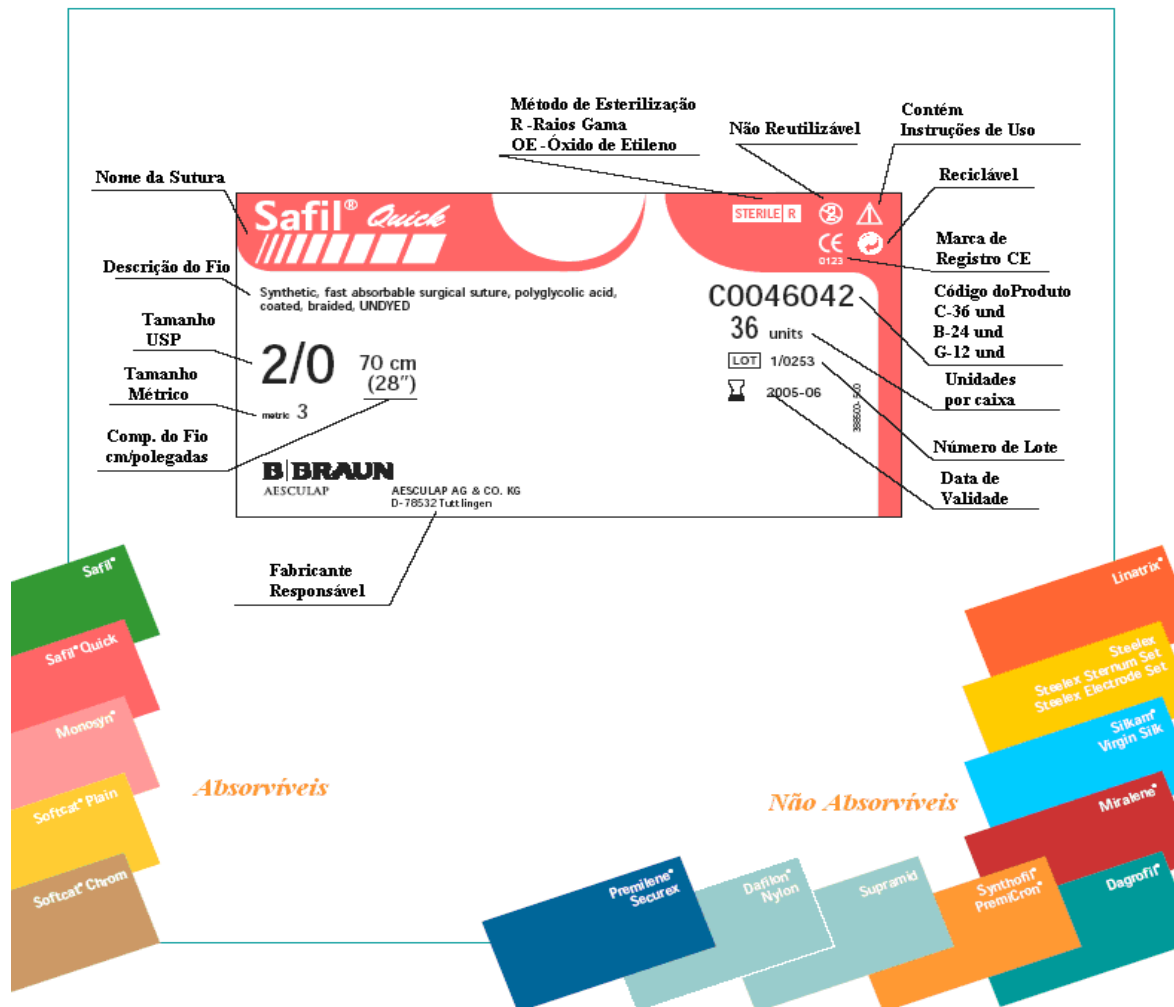 Método de Esterilização
R -Raios Gama
OE -Óxido de Etileno
Não Reutilizável
Contém
Instruções de Uso
Nome da Sutura
Reciclável
Safil® Quick
STERILE R
2
CE
0123
Marca de
Registro CE
Descrição do Fio
Synthetic, fast absorbable surgical suture, polyglycolic acid,
coated, braided, UNDYED
C0046042
Código doProduto
C-36 und
B-24 und
G-12 und
Tamanho
USP
2/0
70 cm
(28″)
36 units
LOT 1/0253
2005-06
Unidades
por caixa
Tamanho
Métrico
metric 3
Comp. do Fio
cm/polegadas
Número de Lote
B|BRAUN
AESCULAP
AESCULAP AG & CO. KG
D-78532 Tuttlingen
Data de
Validade
Fabricante
Responsável
Safil®
Safil® Quick
Monosyn®
Softcat® Plain
Softcat® Chrom
Absorvíveis
Não Absorvíveis
Linatrix®
Steelex
Steelex Sternum Set
Steelex Electrode Set
Silkam®
Virgin Silk
Miralene®
Dagrofil®
Synthofil®
PremiCron®
Supramid
Dafilon®
Nylon
Premilene®
Securex